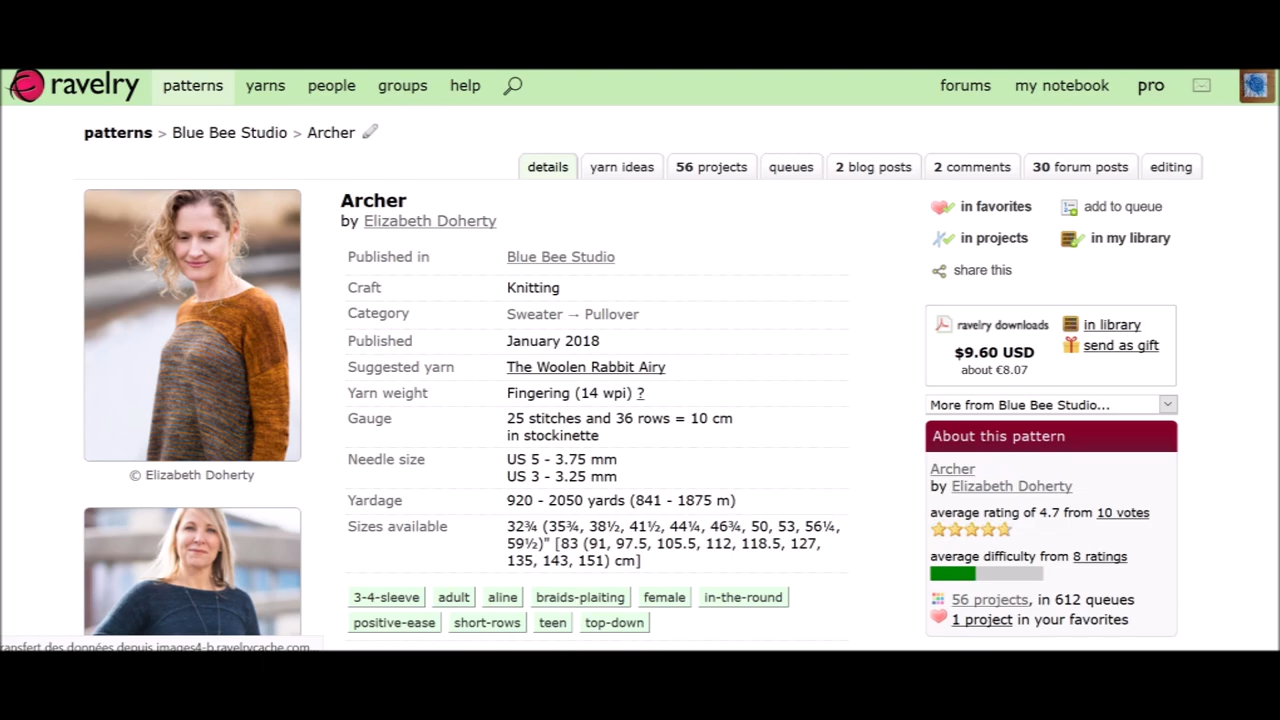 ravelry patterns yarns people groups help forums my notebook pro
patterns > Blue Bee Studio > Archer
details yarn ideas 56 projects queues 2 blog posts 2 comments 30 forum posts editing
Archer
by Elizabeth Doherty
Published in Blue Bee Studio
Craft Knitting
Category Sweater → Pullover
Published January 2018
Suggested yarn The Woolen Rabbit Airy
Yarn weight Fingering (14 wpi) ?
Gauge 25 stitches and 36 rows = 10 cm
in stockinette
Needle size US 5 - 3.75 mm
US 3 - 3.25 mm
Yardage 920 - 2050 yards (841 - 1875 m)
Sizes available 32¾ (35¾, 38½, 41½, 44¼, 46¾, 50, 53, 56¼,
59½)" [83 (91, 97.5, 105.5, 112, 118.5, 127,
135, 143, 151) cm]
3-4-sleeve adult aline braids-plaiting female in-the-round
positive-ease short-rows teen top-down
© Elizabeth Doherty
in favorites add to queue
in projects in my library
share this
ravelry downloads in library
$9.60 USD send as gift
about €8.07
More from Blue Bee Studio...
About this pattern
Archer
by Elizabeth Doherty
average rating of 4.7 from 10 votes
average difficulty from 8 ratings
56 projects, in 612 queues
1 project in your favorites
ransfert des données depuis images4-b.ravelrycache.com